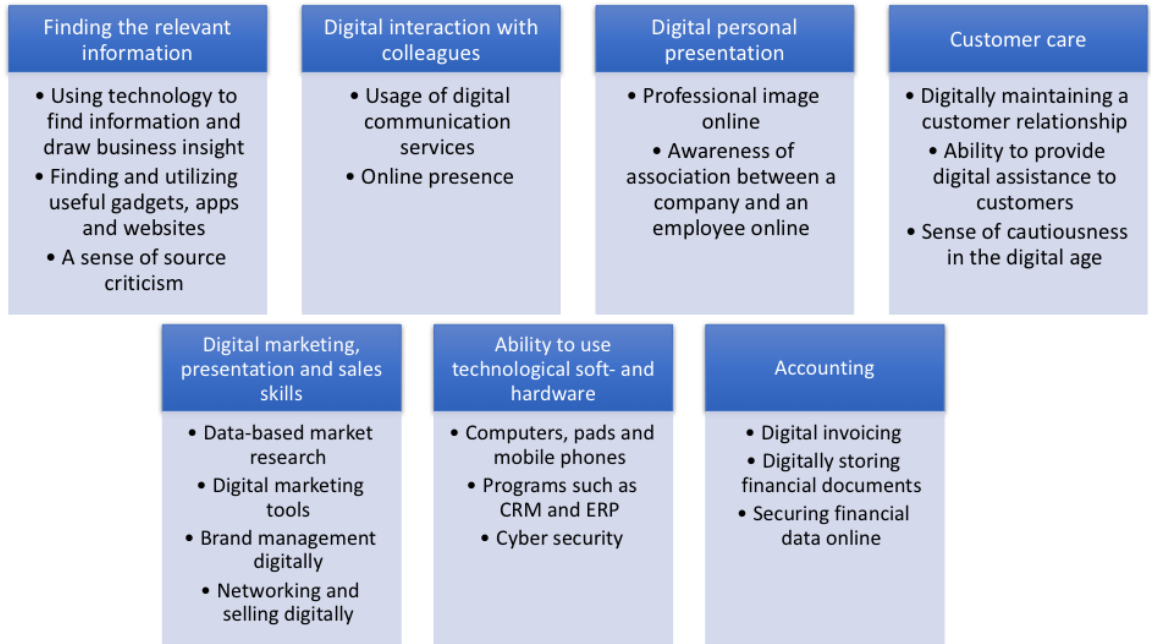 Finding the relevant
information
• Using technology to
find information and
draw business insight
• Finding and utilizing
useful gadgets, apps
and websites
• A sense of source
criticism
Digital interaction with
colleagues
• Usage of digital
communication
services
• Online presence
Digital personal
presentation
• Professional image
online
• Awareness of
association between a
company and an
employee online
Customer care
• Digitally maintaining a
customer relationship
• Ability to provide
digital assistance to
customers
• Sense of cautiousness
in the digital age
Digital marketing,
presentation and sales
skills
• Data-based market
research
• Digital marketing
tools
• Brand management
digitally
• Networking and
selling digitally
Ability to use
technological soft- and
hardware
• Computers, pads and
mobile phones
• Programs such as
CRM and ERP
• Cyber security
Accounting
• Digital invoicing
• Digitally storing
financial documents
• Securing financial
data online